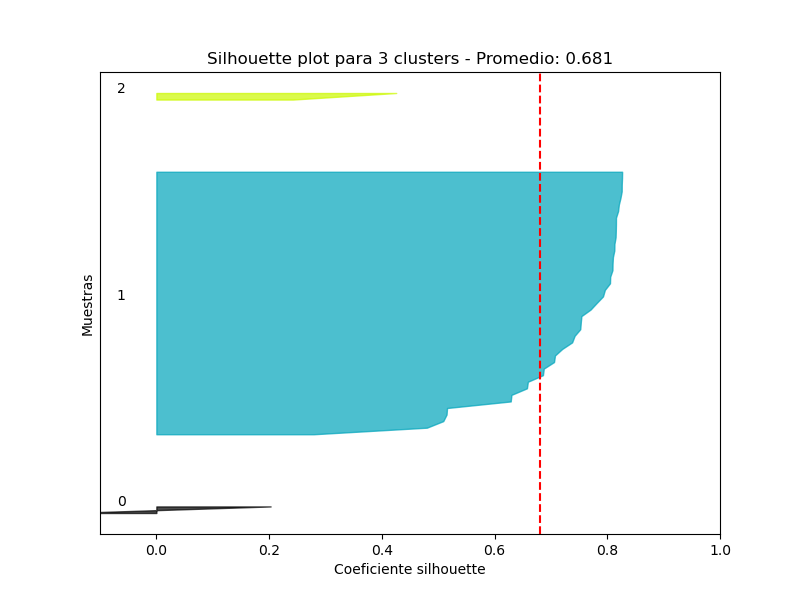 Silhouette plot para 3 clusters - Promedio: 0.681
2
1
0
Muestras
0.0 0.2 0.4 0.6 0.8 1.0
Coeficiente silhouette